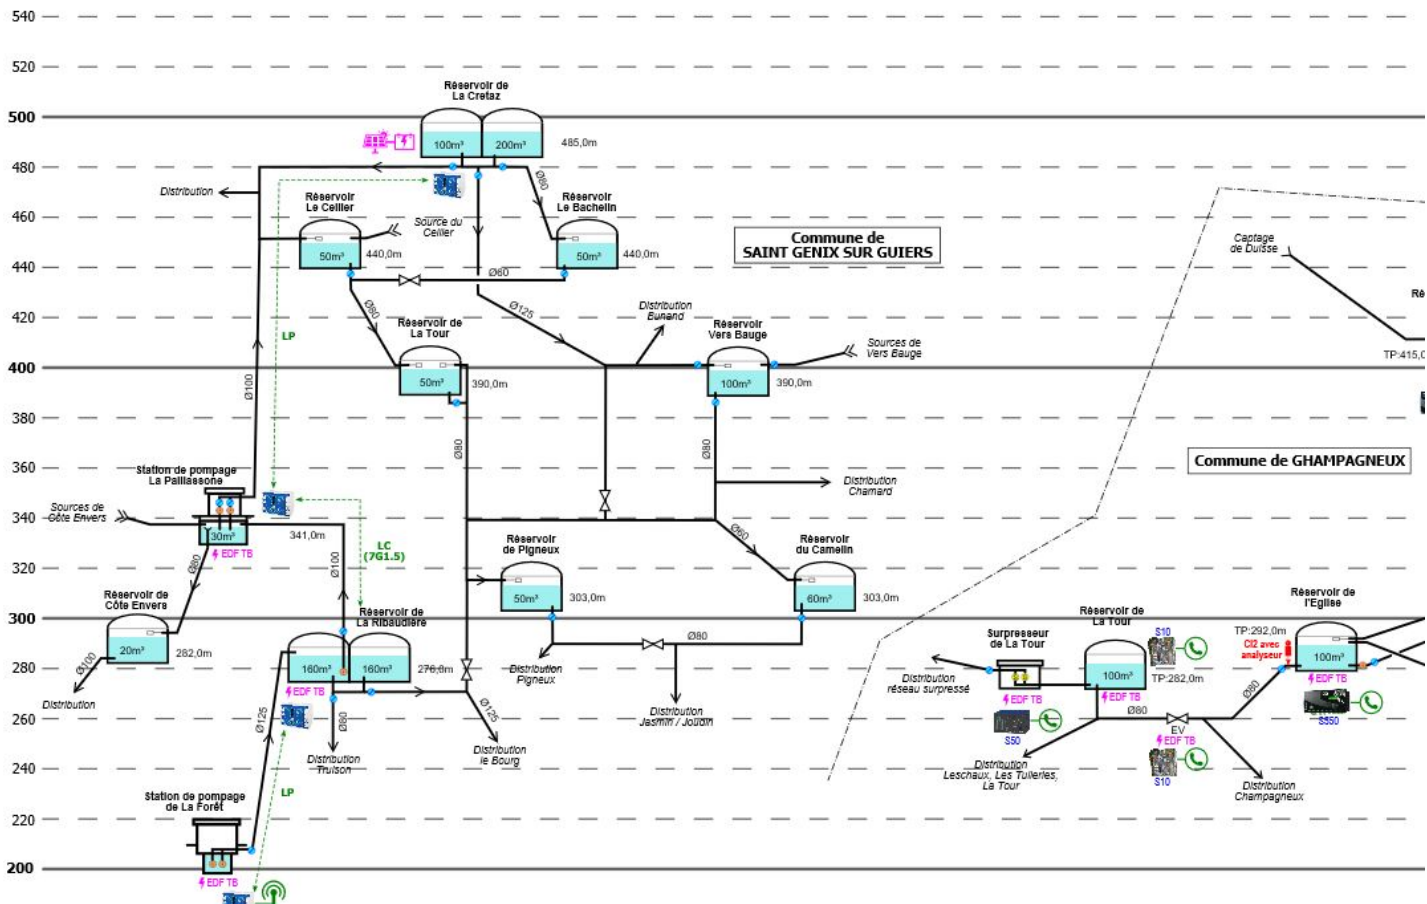 540
520
500
480
460
440
420
400
380
360
340
320
300
280
260
240
220
200
Réservoir de
La Cretaz
100m³
200m³
485,0m
Distribution
Réservoir
Le Cellier
50m³
440,0m
Source du
Cellier
Ø80
Réservoir
Le Bachelin
50m³
440,0m
Ø60
Commune de
SAINT GENIX SUR GUIERS
Captage
de Duisse
Ré
TP:415,0
LP
Ø80
Réservoir de
La Tour
50m³
390,0m
Ø125
Distribution
Bunand
Réservoir
Vers Bauge
100m³
390,0m
Sources de
Vers Bauge
Ø100
Ø80
Ø80
Commune de GHAMPAGNEUX
Station de pompage
La Paillassone
Sources de
Côte Envers
30m³
341,0m
EDF TB
LC
(7G1.5)
Distribution
Chamard
Ø60
Ø80
Ø100
Réservoir
de Pigneux
50m³
303,0m
Réservoir
du Camelin
60m³
303,0m
Réservoir de
Côte Envers
20m³
282,0m
Ø100
Distribution
Réservoir de
La Ribaudière
160m³
160m³
276,0m
EDF TB
Ø80
Distribution
Pigneux
Distribution
Jasmin / Joudin
Ø125
LP
Ø80
Distribution
Truison
Ø125
Distribution
le Bourg
Station de pompage
de La Forêt
EDF TB
Surpresseur
de La Tour
Distribution
réseau surpressé
EDF TB
S50
Réservoir de
La Tour
S10
100m³
TP:282,0m
EDF TB
Ø80
EV
EDF TB
S10
Distribution
Leschaux, Les Tulleries,
La Tour
Distribution
Champagneux
Ø80
Réservoir de
l'Eglise
TP:292,0m
Cl2 avec
analyseur
100m³
EDF TB
S550